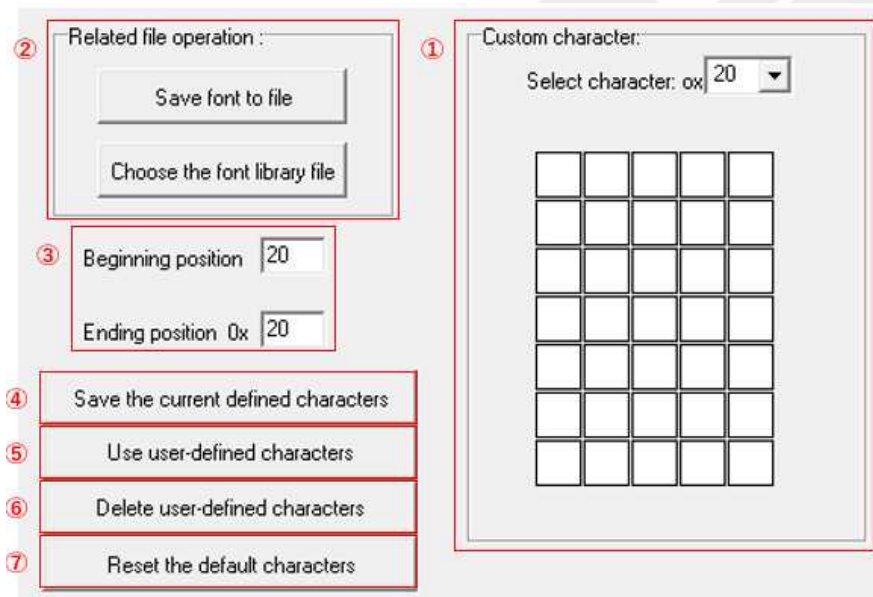 ② Related file operation :
Save font to file
Choose the font library file
③ Beginning position 20
Ending position 0x 20
④ Save the current defined characters
⑤ Use user-defined characters
⑥ Delete user-defined characters
⑦ Reset the default characters
① Custom character:
Select character: ox 20